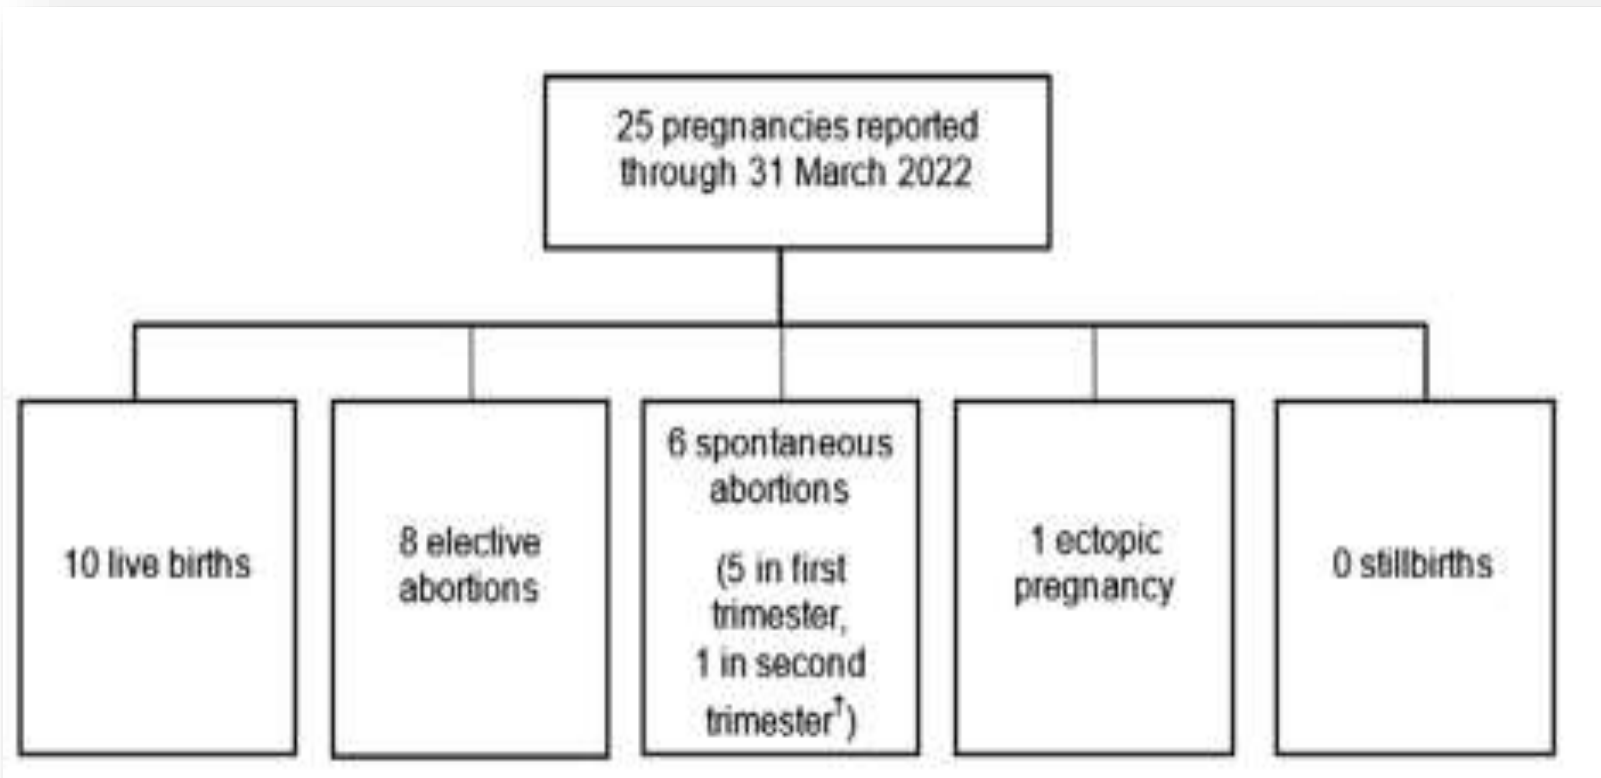 25 pregnancies reported
through 31 March 2022
10 live births
8 elective
abortions
6 spontaneous
abortions
(5 in first
trimester,
1 in second
trimester†)
1 ectopic
pregnancy
0 stillbirths